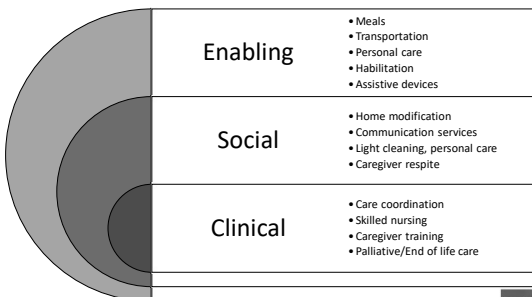 Enabling
• Meals
• Transportation
• Personal care
• Habilitation
• Assistive devices
Social
• Home modification
• Communication services
• Light cleaning, personal care
• Caregiver respite
Clinical
• Care coordination
• Skilled nursing
• Caregiver training
• Palliative/End of life care